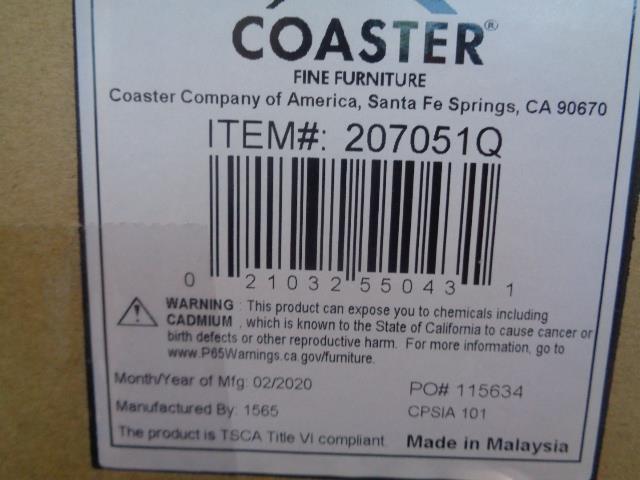 COASTER®
FINE FURNITURE
Coaster Company of America, Santa Fe Springs, CA 90670
ITEM#: 207051Q
0 21032 55043 1
WARNING : This product can expose you to chemicals including
CADMIUM , which is known to the State of California to cause cancer or
birth defects or other reproductive harm. For more information, go to
www.P65Warnings.ca.gov/furniture.
Month/Year of Mfg: 02/2020 PO# 115634
Manufactured By: 1565 CPSIA 101
The product is TSCA Title VI compliant. Made in Malaysia